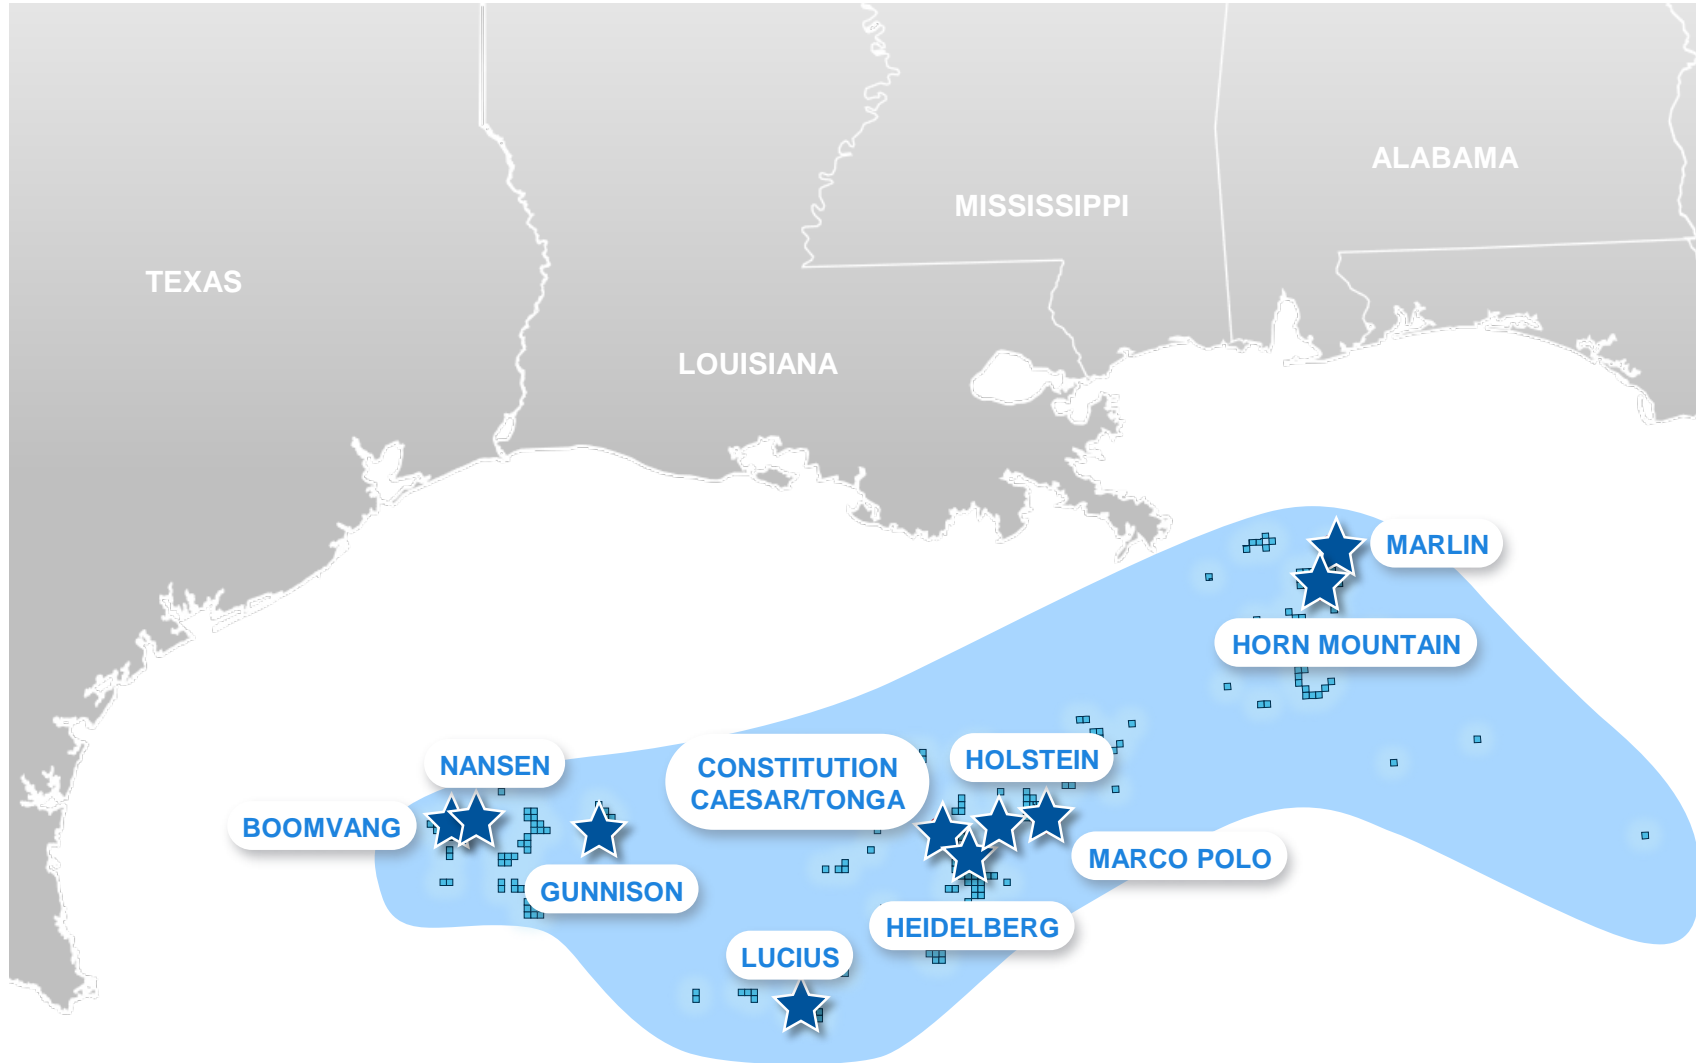 ALABAMA
MISSISSIPPI
TEXAS
LOUISIANA
MARLIN
HORN MOUNTAIN
NANSEN
CONSTITUTION
CAESAR/TONGA
HOLSTEIN
BOOMVANG
MARCO POLO
GUNNISON
HEIDELBERG
LUCIUS